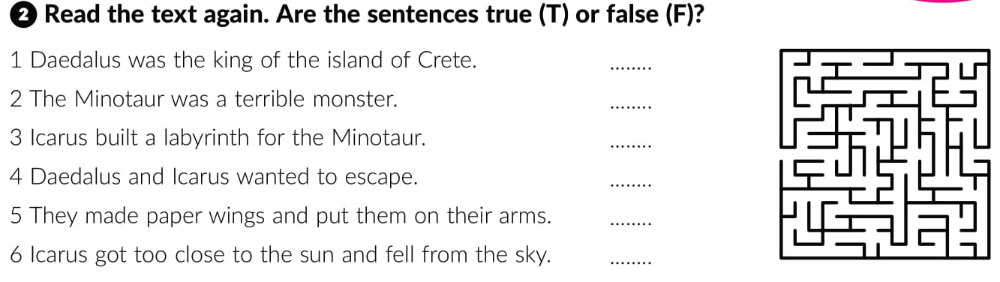 2 Read the text again. Are the sentences true (T) or false (F)?
1 Daedalus was the king of the island of Crete. ........
2 The Minotaur was a terrible monster. ........
3 Icarus built a labyrinth for the Minotaur. ........
4 Daedalus and Icarus wanted to escape. ........
5 They made paper wings and put them on their arms. ........
6 Icarus got too close to the sun and fell from the sky. ........